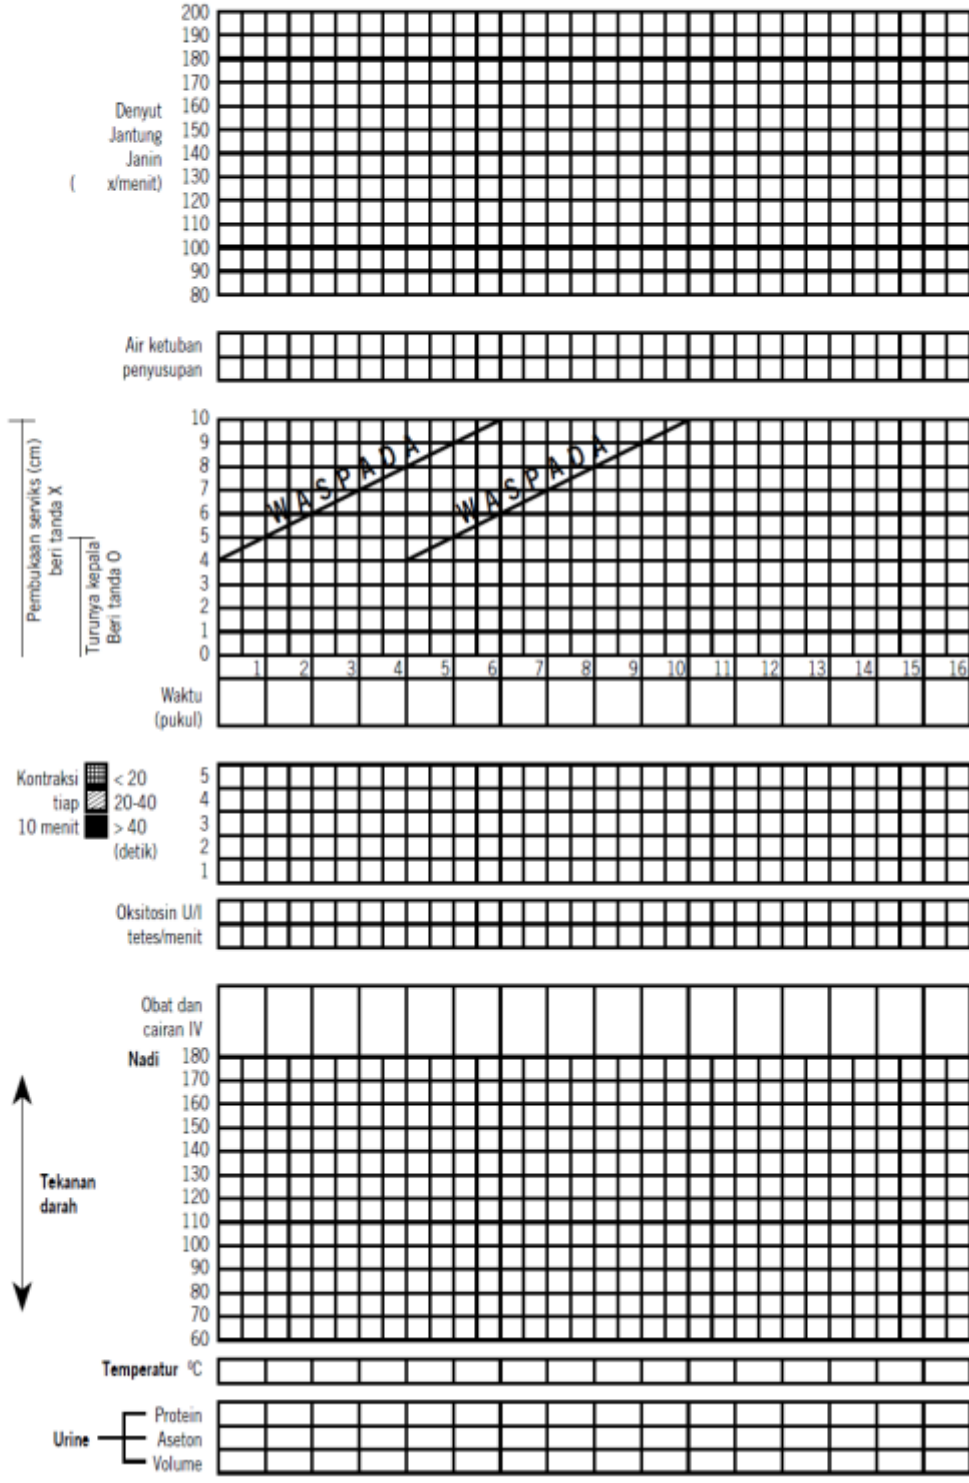 200
190
180
170
160
150
140
130
120
110
100
90
80
Denyut
Jantung
Janin
( x/menit)
Air ketuban
penyusupan
Pembukaan serviks (cm)
beri tanda X
Turunya kepala
Beri tanda O
10
9
8
7
6
5
4
3
2
1
0
WASPADA
WASPADA
1 2 3 4 5 6 7 8 9 10 11 12 13 14 15 16
Waktu
(pukul)
Kontraksi
tiap
10 menit
< 20
20-40
> 40
(detik)
5
4
3
2
1
Oksitosin U/l
tetes/menit
Obat dan
cairan IV
Nadi
180
170
160
150
140
130
120
110
100
90
80
70
60
Tekanan
darah
Temperatur ⁰C
Urine
Protein
Aseton
Volume